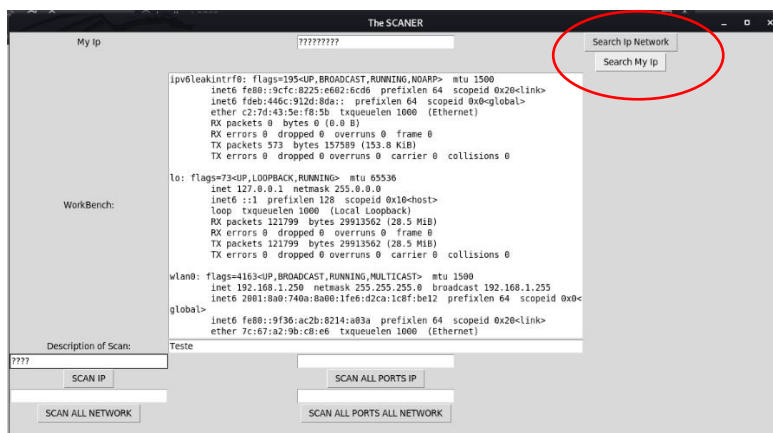 The SCANER
My Ip
?????????
Search Ip Network
Search My Ip
ipv6leakintrf0: flags=195<UP,BROADCAST,RUNNING,NOARP>  mtu 1500
inet6 fe80::9cfc:8225:e602:6cd6  prefixlen 64  scopeid 0x20<link>
inet6 fdeb:446c:912d:8da::  prefixlen 64  scopeid 0x0<global>
ether c2:7d:43:5e:f8:5b  txqueuelen 1000  (Ethernet)
RX packets 0  bytes 0 (0.0 B)
RX errors 0  dropped 0  overruns 0  frame 0
TX packets 573  bytes 157589 (153.8 KiB)
TX errors 0  dropped 0 overruns 0  carrier 0  collisions 0
lo: flags=73<UP,LOOPBACK,RUNNING>  mtu 65536
inet 127.0.0.1  netmask 255.0.0.0
inet6 ::1  prefixlen 128  scopeid 0x10<host>
loop  txqueuelen 1000  (Local Loopback)
RX packets 121799  bytes 29913562 (28.5 MiB)
RX errors 0  dropped 0  overruns 0  frame 0
TX packets 121799  bytes 29913562 (28.5 MiB)
TX errors 0  dropped 0 overruns 0  carrier 0  collisions 0
WorkBench:
wlan0: flags=4163<UP,BROADCAST,RUNNING,MULTICAST>  mtu 1500
inet 192.168.1.250  netmask 255.255.255.0  broadcast 192.168.1.255
inet6 2001:8a0:740a:8a00:1fe6:d2ca:1c8f:be12  prefixlen 64  scopeid 0x0<
global>
inet6 fe80::9f36:ac2b:8214:a03a  prefixlen 64  scopeid 0x20<link>
ether 7c:67:a2:9b:c8:e6  txqueuelen 1000  (Ethernet)
Description of Scan:
Teste
????
SCAN IP
SCAN ALL PORTS IP
SCAN ALL NETWORK
SCAN ALL PORTS ALL NETWORK